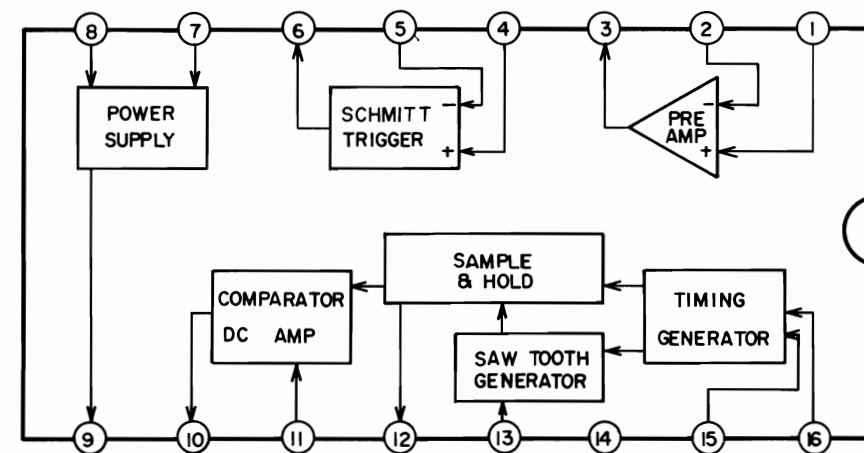 8 7 6 5 4 3 2 1
POWER
SUPPLY
SCHMITT
TRIGGER
−
+
PRE
AMP
−
+
SAMPLE
& HOLD
COMPARATOR
DC AMP
TIMING
GENERATOR
SAW TOOTH
GENERATOR
9 10 11 12 13 14 15 16